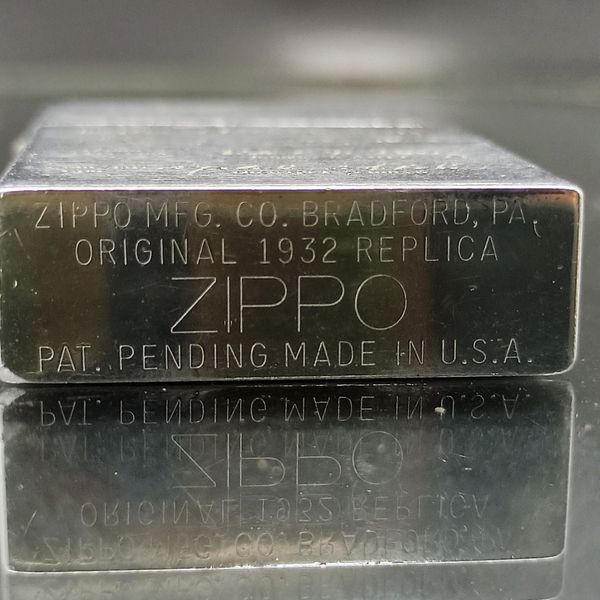 ZIPPO MFG. CO. BRADFORD, PA.
ORIGINAL 1932 REPLICA
ZIPPO
PAT. PENDING MADE IN U.S.A.